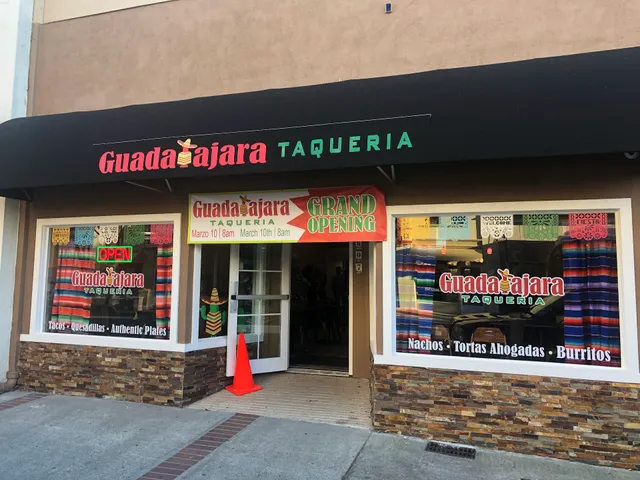 Guadalajara TAQUERIA
Guadalajara
TAQUERIA
Marzo 10 | 8am March 10th | 8am
GRAND
OPENING
OPEN
Guadalajara
TAQUERIA
Tacos • Quesadillas • Authentic Plates
Guadalajara
TAQUERIA
Nachos • Tortas Ahogadas • Burritos